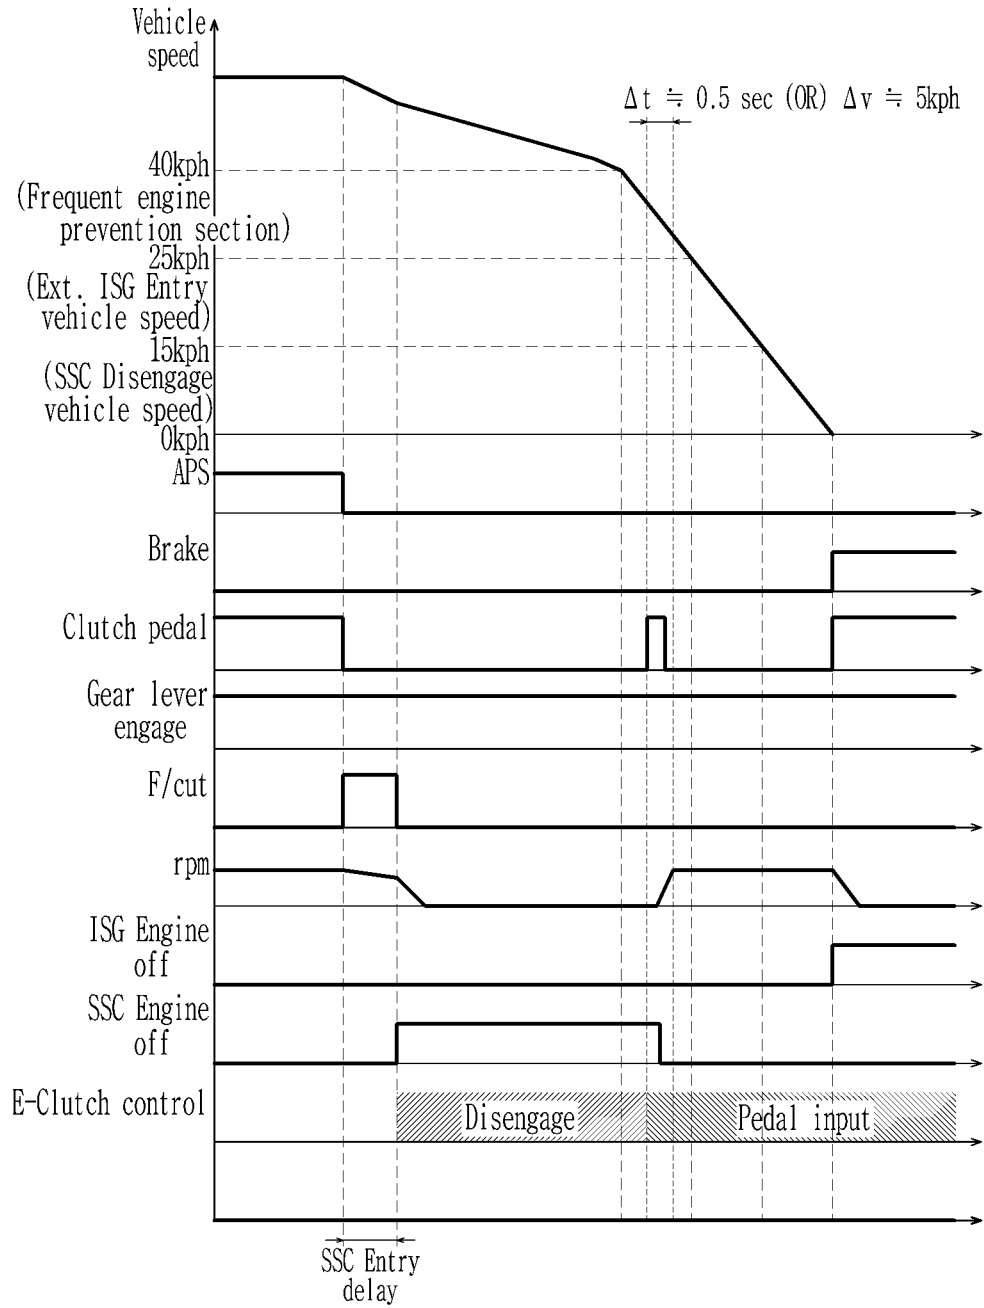 Vehicle
speed
Δt ≒ 0.5 sec (OR) Δv ≒ 5kph
40kph
(Frequent engine
prevention section)
25kph
(Ext. ISG Entry
vehicle speed)
15kph
(SSC Disengage
vehicle speed)
0kph
APS
Brake
Clutch pedal
Gear lever
engage
F/cut
rpm
ISG Engine
off
SSC Engine
off
E-Clutch control
Disengage
Pedal input
SSC Entry
delay